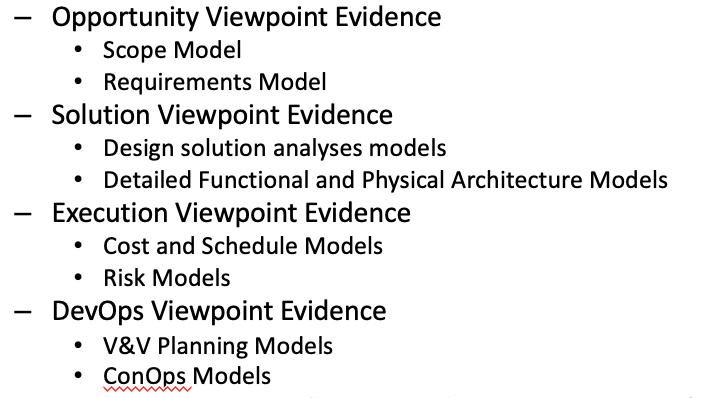 – Opportunity Viewpoint Evidence
• Scope Model
• Requirements Model
– Solution Viewpoint Evidence
• Design solution analyses models
• Detailed Functional and Physical Architecture Models
– Execution Viewpoint Evidence
• Cost and Schedule Models
• Risk Models
– DevOps Viewpoint Evidence
• V&V Planning Models
• ConOps Models